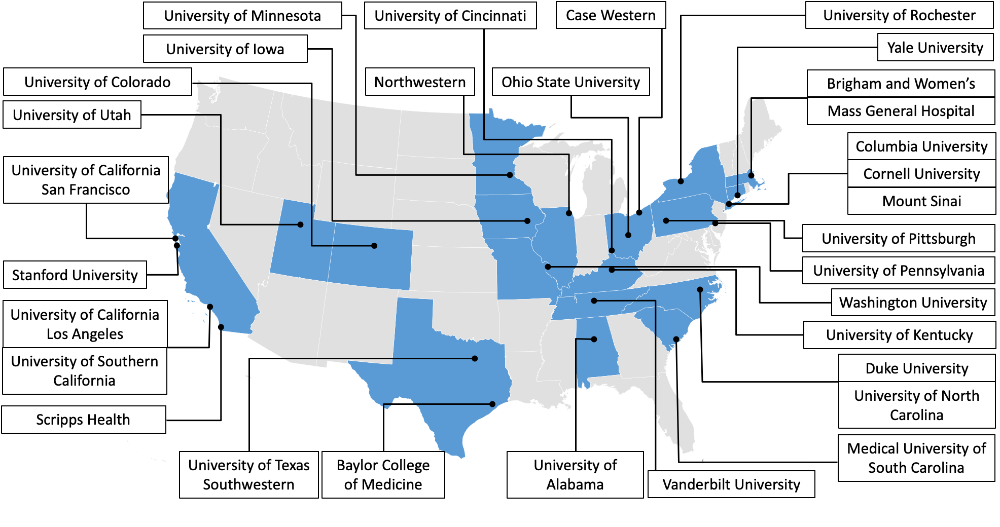 University of Minnesota
University of Cincinnati
Case Western
University of Rochester
University of Iowa
Yale University
University of Colorado
Northwestern
Ohio State University
Brigham and Women’s
Mass General Hospital
University of Utah
Columbia University
Cornell University
Mount Sinai
University of California
San Francisco
University of Pittsburgh
Stanford University
University of Pennsylvania
Washington University
University of California
Los Angeles
University of Kentucky
University of Southern
California
Duke University
University of North
Carolina
Scripps Health
Medical University of
South Carolina
University of Texas
Southwestern
Baylor College
of Medicine
University of
Alabama
Vanderbilt University